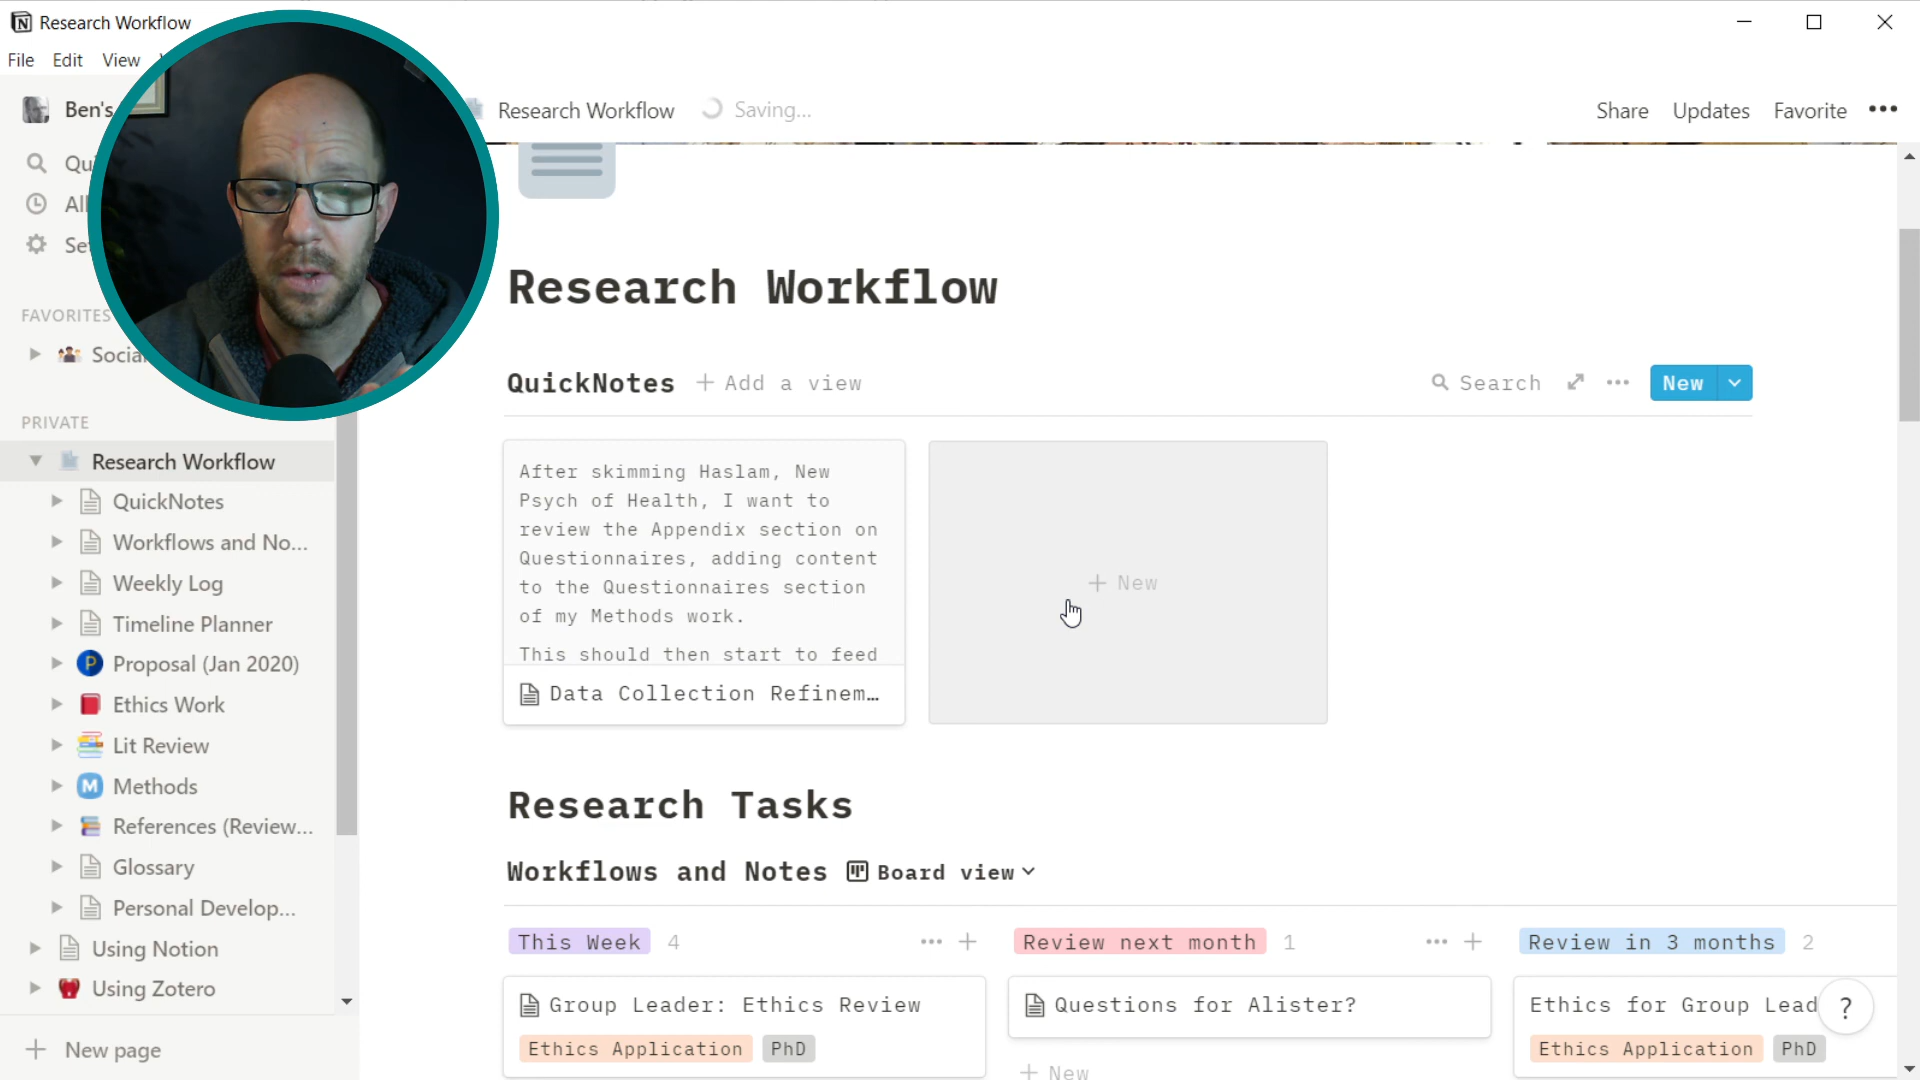 Research Workflow
File Edit View
Ben's
Research Workflow Saving...
Share Updates Favorite
FAVORITES
PRIVATE
Research Workflow
QuickNotes
Workflows and No...
Weekly Log
Timeline Planner
P Proposal (Jan 2020)
Ethics Work
Lit Review
M Methods
References (Review...
Glossary
Personal Develop...
Using Notion
Using Zotero
New page
Research Workflow
QuickNotes + Add a view
Search
New
After skimming Haslam, New
Psych of Health, I want to
review the Appendix section on
Questionnaires, adding content
to the Questionnaires section
of my Methods work.
This should then start to feed
Data Collection Refinem...
+ New
Research Tasks
Workflows and Notes Board view
This Week 4
Group Leader: Ethics Review
Ethics Application PhD
Review next month 1
Questions for Alister?
+ New
Review in 3 months 2
Ethics for Group Lead
Ethics Application PhD
?